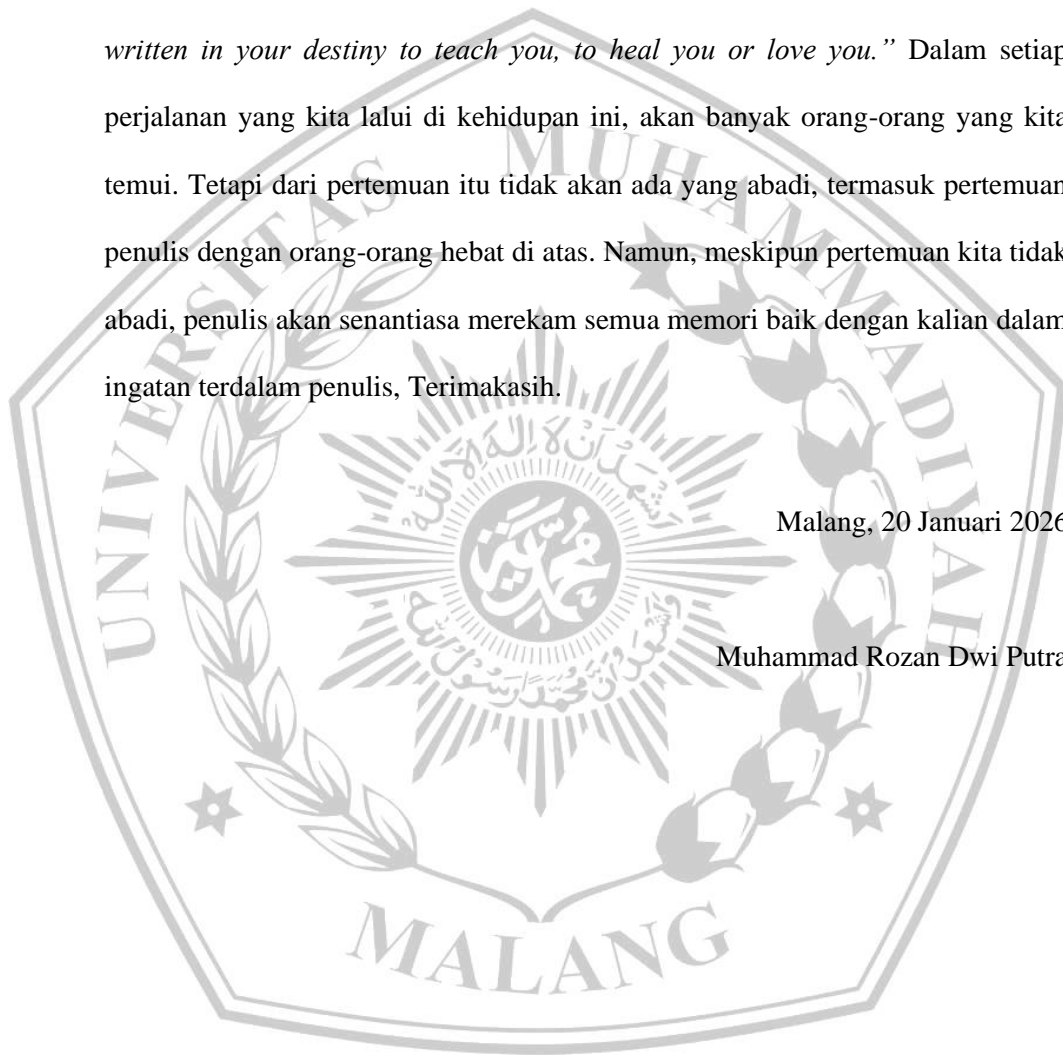 written in your destiny to teach you, to heal you or love you.” Dalam setiap
perjalanan yang kita lalui di kehidupan ini, akan banyak orang-orang yang kita
temui. Tetapi dari pertemuan itu tidak akan ada yang abadi, termasuk pertemuan
penulis dengan orang-orang hebat di atas. Namun, meskipun pertemuan kita tidak
abadi, penulis akan senantiasa merekam semua memori baik dengan kalian dalam
ingatan terdalam penulis, Terimakasih.
Malang, 20 Januari 2026
Muhammad Rozan Dwi Putra
UNIVERSITAS MUHAMMADIYAH
MALANG